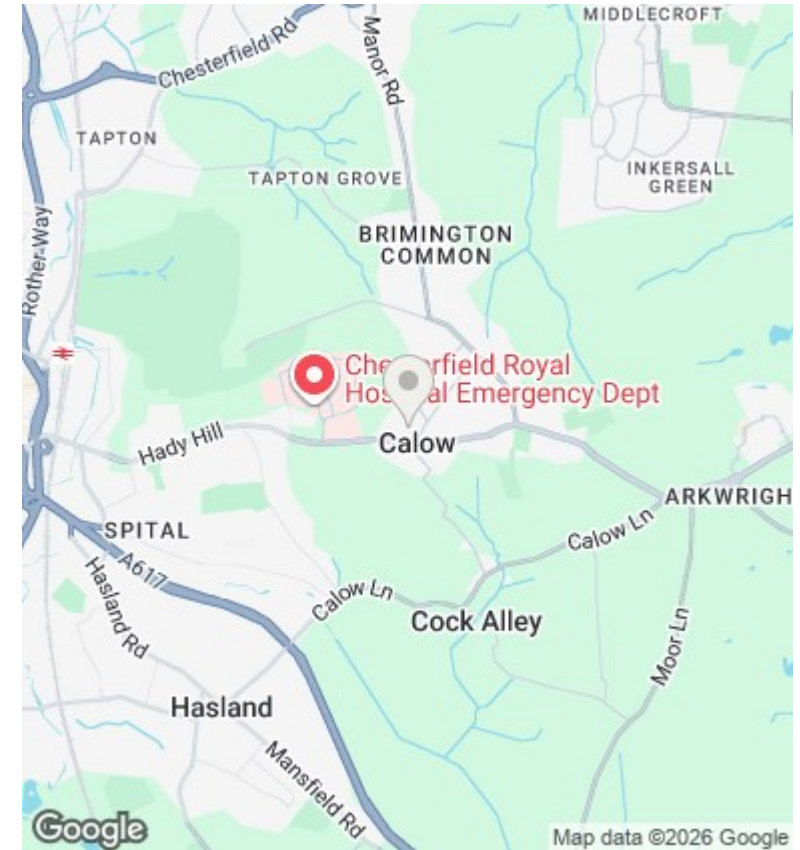 MIDDLECROFT
Chesterfield Rd
Manor Rd
TAPTON
TAPTON GROVE
INKERSALL
GREEN
BRIMINGTON
COMMON
Rother Way
Chesterfield Royal
Hospital Emergency Dept
Hady Hill
Calow
ARKWRIGH
SPITAL
Calow Ln
A617
Hasland Rd
Calow Ln
Cock Alley
Moor Ln
Hasland
Mansfield Rd
Google
Map data ©2026 Google